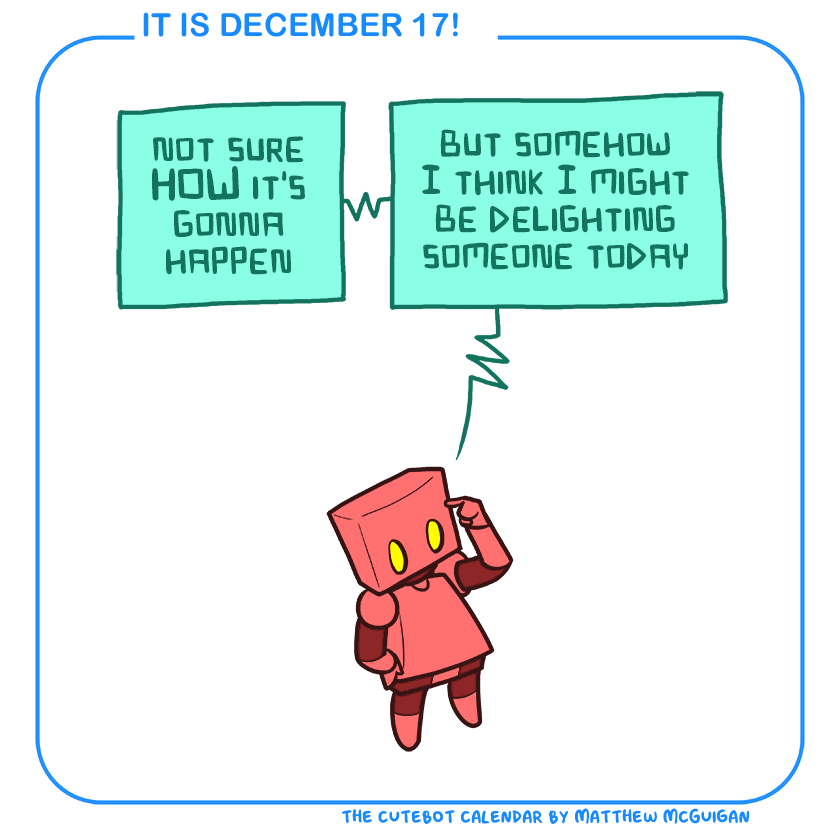 IT IS DECEMBER 17!
NOT SURE
HOW IT'S
GONNA
HAPPEN
BUT SOMEHOW
I THINK I MIGHT
BE DELIGHTING
SOMEONE TODAY
THE CUTEBOT CALENDAR BY MATTHEW MCGUIGAN